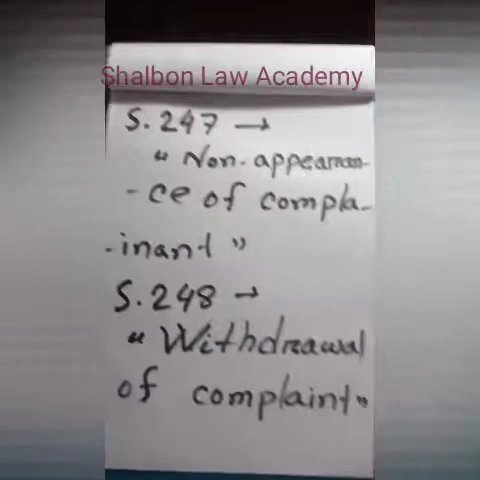 Shalbon Law Academy
S.247 →
" Non-appearan-
-ce of compla-
-inant "
S.248 →
" Withdrawal
of complaint"